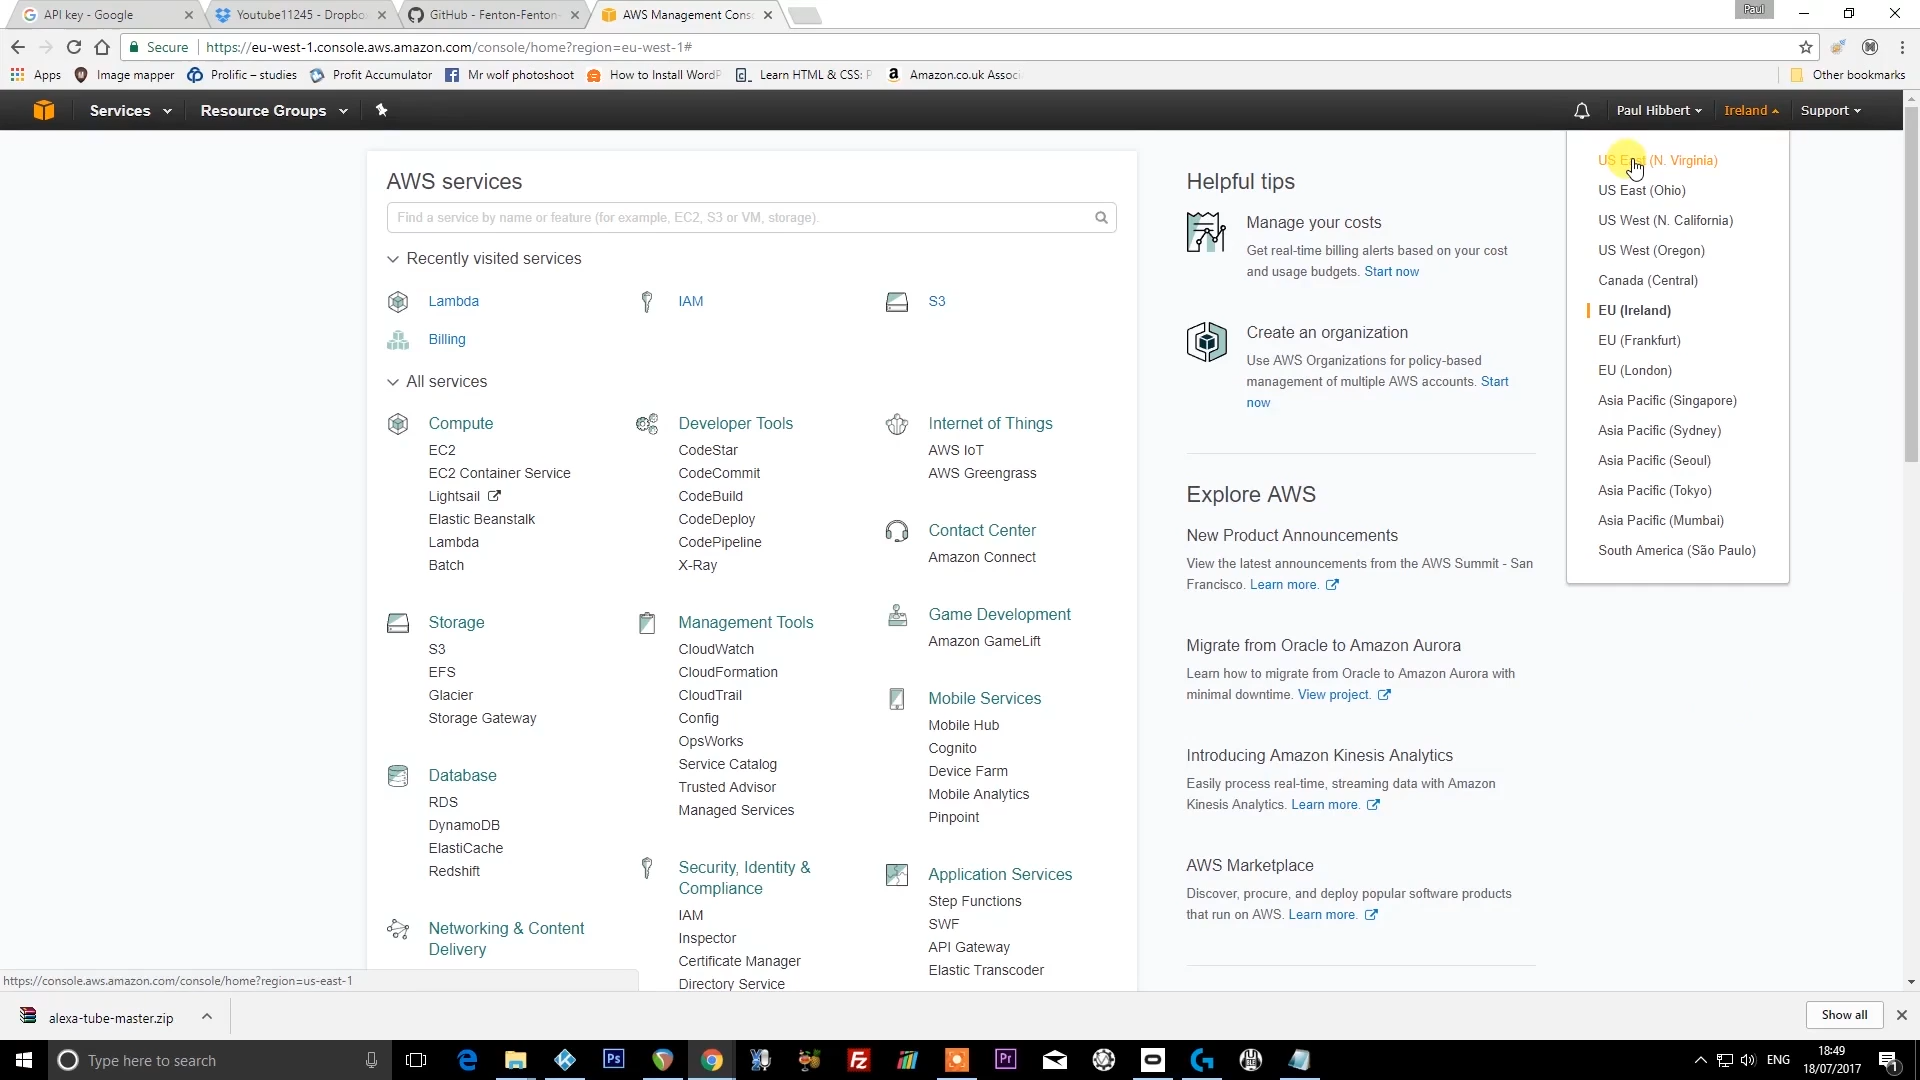 API key - Google
Youtube11245 - Dropbo
GitHub - Fenton-Fenton-
AWS Management Cons
Paul
Secure
https://eu-west-1.console.aws.amazon.com/console/home?region=eu-west-1#
Apps
Image mapper
Prolific – studies
Profit Accumulator
Mr wolf photoshoot
How to Install WordP
Learn HTML & CSS: P
Amazon.co.uk Associ
Other bookmarks
Services
Resource Groups
Paul Hibbert
Ireland
Support
US East (N. Virginia)
US East (Ohio)
US West (N. California)
US West (Oregon)
Canada (Central)
EU (Ireland)
EU (Frankfurt)
EU (London)
Asia Pacific (Singapore)
Asia Pacific (Sydney)
Asia Pacific (Seoul)
Asia Pacific (Tokyo)
Asia Pacific (Mumbai)
South America (São Paulo)
AWS services
Find a service by name or feature (for example, EC2, S3 or VM, storage).
Recently visited services
Lambda
IAM
S3
Billing
All services
Compute
EC2
EC2 Container Service
Lightsail
Elastic Beanstalk
Lambda
Batch
Storage
S3
EFS
Glacier
Storage Gateway
Database
RDS
DynamoDB
ElastiCache
Redshift
Networking & Content
Delivery
Developer Tools
CodeStar
CodeCommit
CodeBuild
CodeDeploy
CodePipeline
X-Ray
Management Tools
CloudWatch
CloudFormation
CloudTrail
Config
OpsWorks
Service Catalog
Trusted Advisor
Managed Services
Security, Identity &
Compliance
IAM
Inspector
Certificate Manager
Directory Service
Internet of Things
AWS IoT
AWS Greengrass
Contact Center
Amazon Connect
Game Development
Amazon GameLift
Mobile Services
Mobile Hub
Cognito
Device Farm
Mobile Analytics
Pinpoint
Application Services
Step Functions
SWF
API Gateway
Elastic Transcoder
Helpful tips
Manage your costs
Get real-time billing alerts based on your cost
and usage budgets. Start now
Create an organization
Use AWS Organizations for policy-based
management of multiple AWS accounts. Start
now
Explore AWS
New Product Announcements
View the latest announcements from the AWS Summit - San
Francisco. Learn more.
Migrate from Oracle to Amazon Aurora
Learn how to migrate from Oracle to Amazon Aurora with
minimal downtime. View project.
Introducing Amazon Kinesis Analytics
Easily process real-time, streaming data with Amazon
Kinesis Analytics. Learn more.
AWS Marketplace
Discover, procure, and deploy popular software products
that run on AWS. Learn more.
https://console.aws.amazon.com/console/home?region=us-east-1
alexa-tube-master.zip
Show all
Type here to search
ENG
18:49
18/07/2017